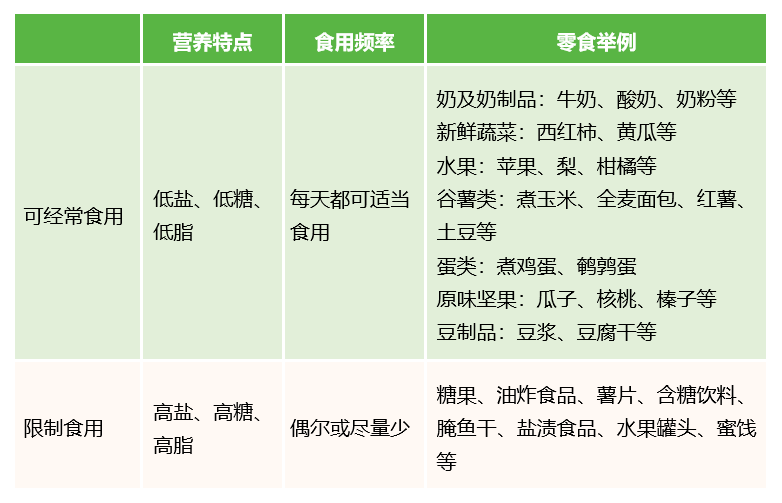 营养特点 食用频率 零食举例
可经常食用
低盐、低糖、
低脂
每天都可适当
食用
奶及奶制品：牛奶、酸奶、奶粉等
新鲜蔬菜：西红柿、黄瓜等
水果：苹果、梨、柑橘等
谷薯类：煮玉米、全麦面包、红薯、
土豆等
蛋类：煮鸡蛋、鹌鹑蛋
原味坚果：瓜子、核桃、榛子等
豆制品：豆浆、豆腐干等
限制食用
高盐、高糖、
高脂
偶尔或尽量少
糖果、油炸食品、薯片、含糖饮料、
腌鱼干、盐渍食品、水果罐头、蜜饯
等